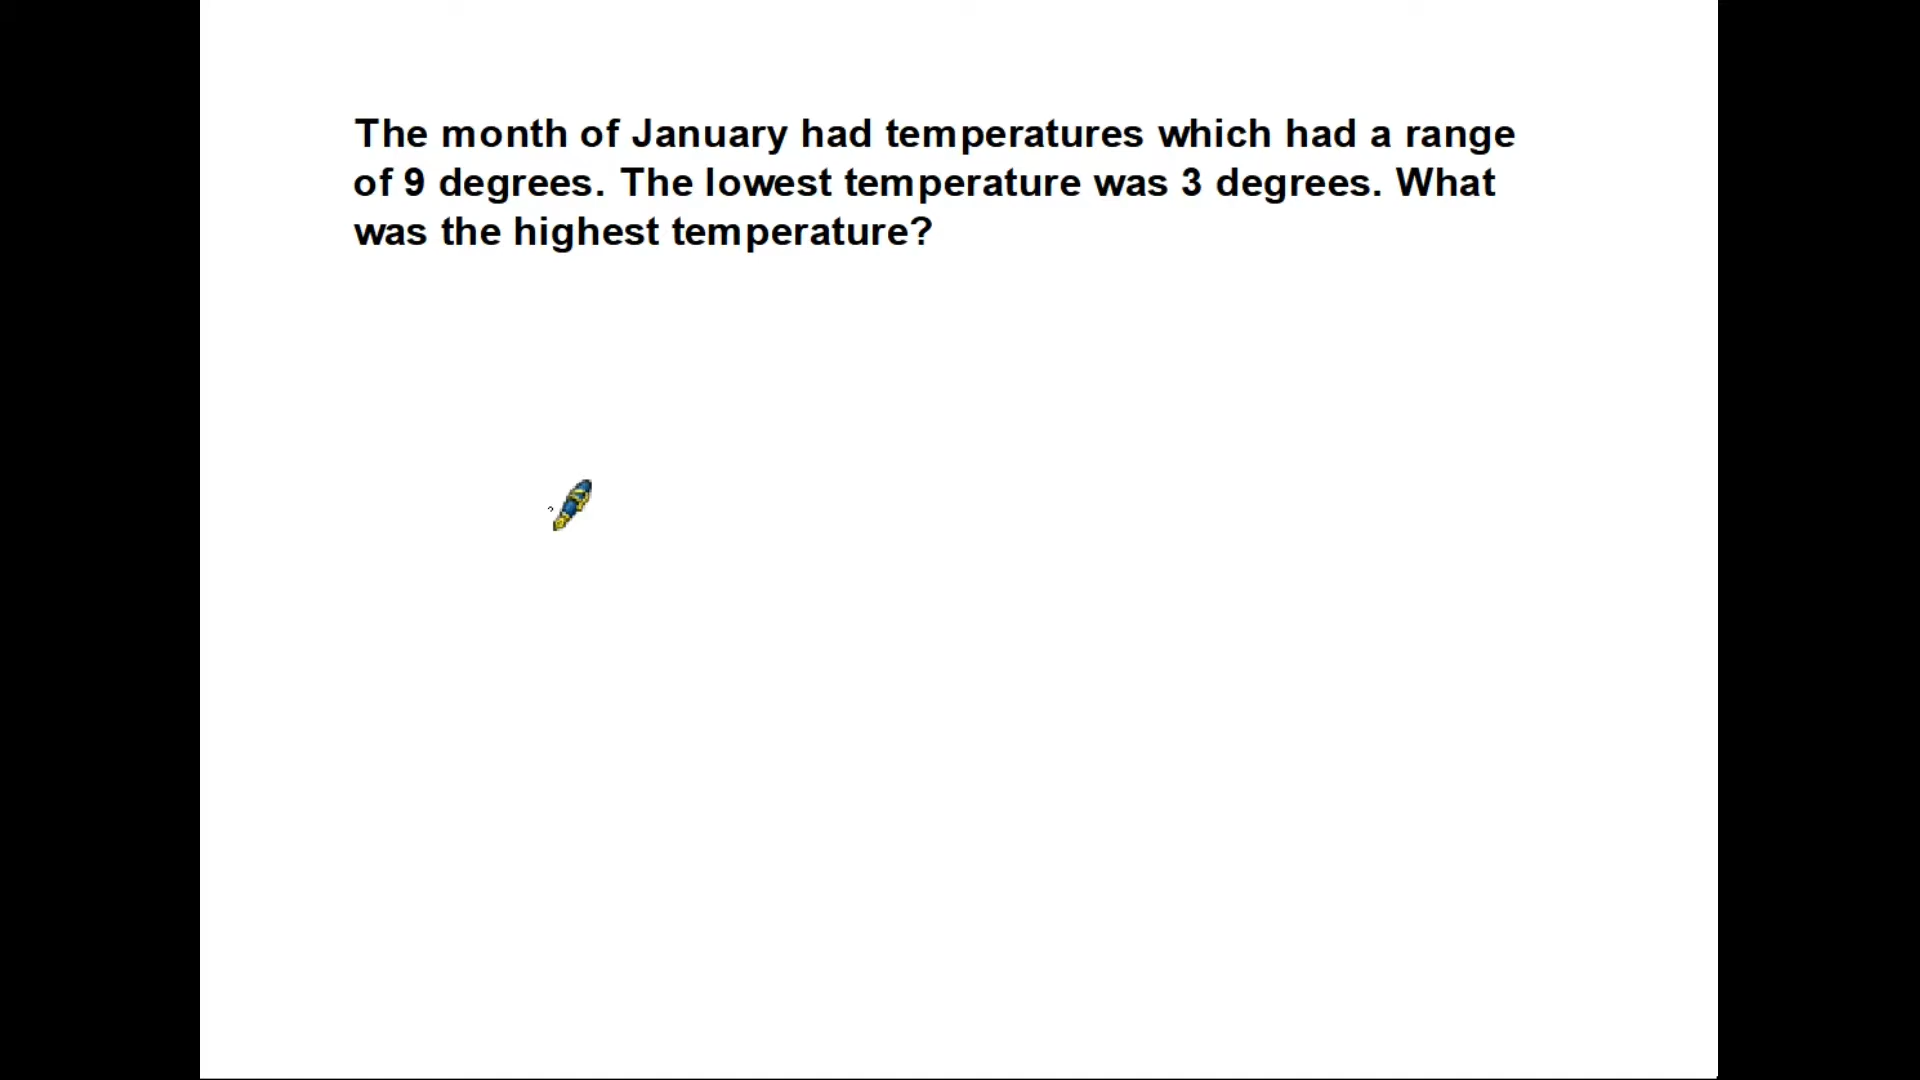 The month of January had temperatures which had a range
of 9 degrees. The lowest temperature was 3 degrees. What
was the highest temperature?